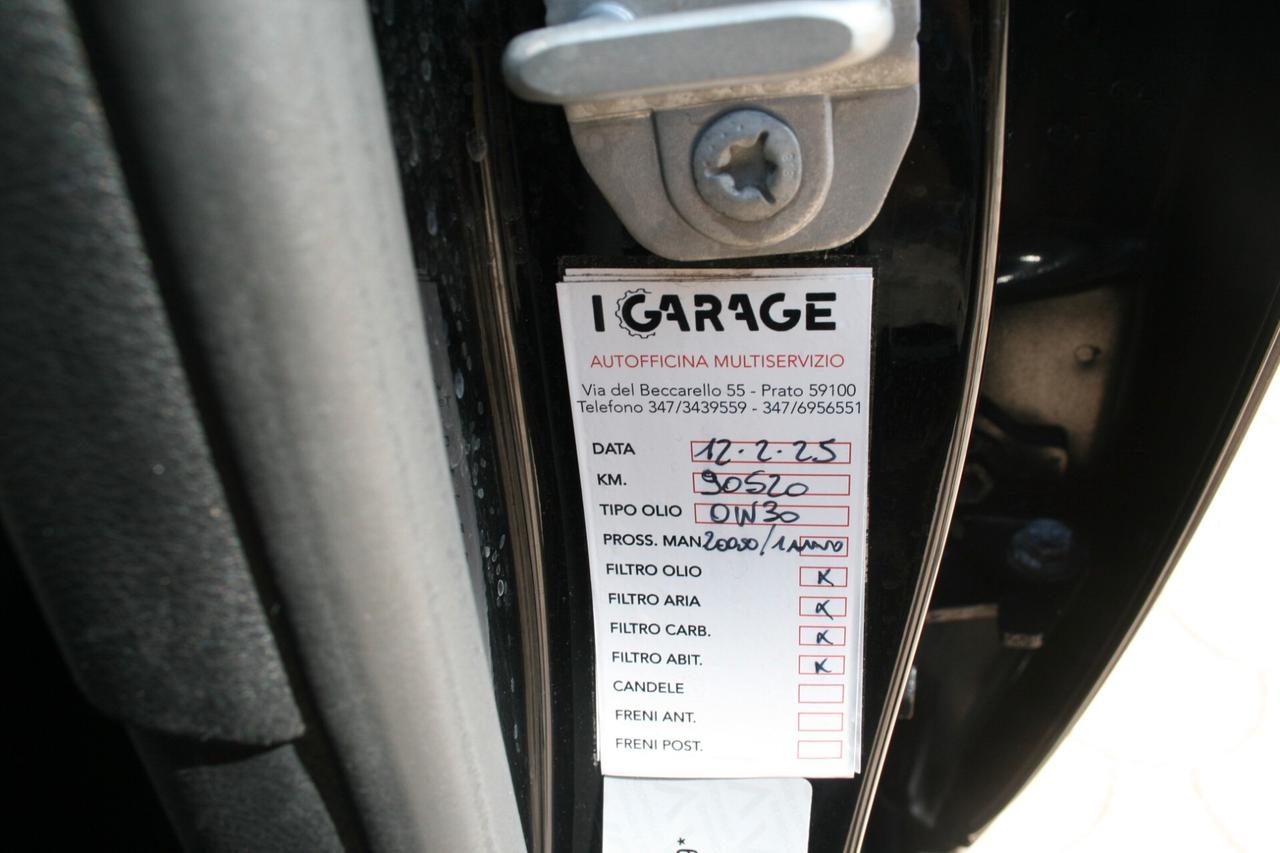 I GARAGE
AUTOFFICINA MULTISERVIZIO
Via del Beccarello 55 - Prato 59100
Telefono 347/3439559 - 347/6956551
DATA 12.2.25
KM. 90520
TIPO OLIO 0W30
PROSS. MAN 20000/1 ANNO
FILTRO OLIO X
FILTRO ARIA X
FILTRO CARB. X
FILTRO ABIT. X
CANDELE
FRENI ANT.
FRENI POST.